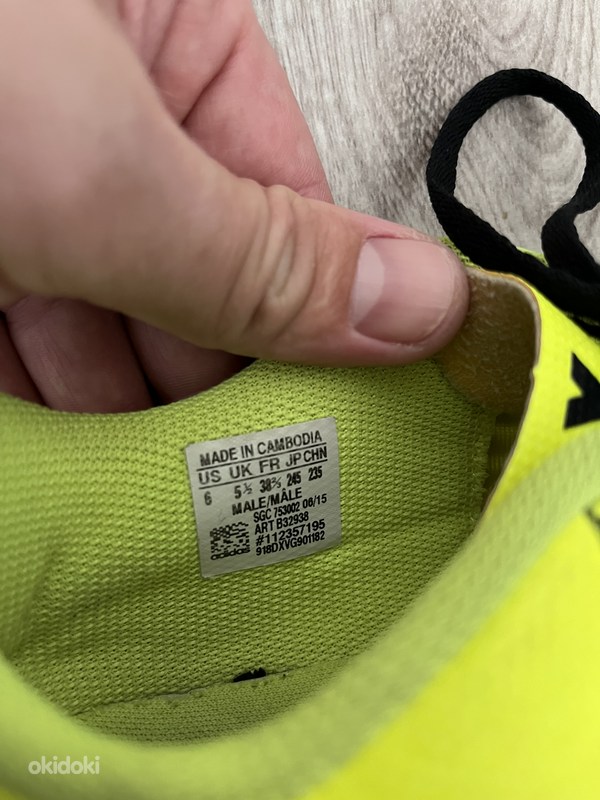 MADE IN CAMBODIA
US UK FR JP CHN
6 5½ 38⅔ 245 235
MALE/MÂLE
SGC 753002 06/15
ART B32938
#112357195
918DXVG901182
adidas
okidoki